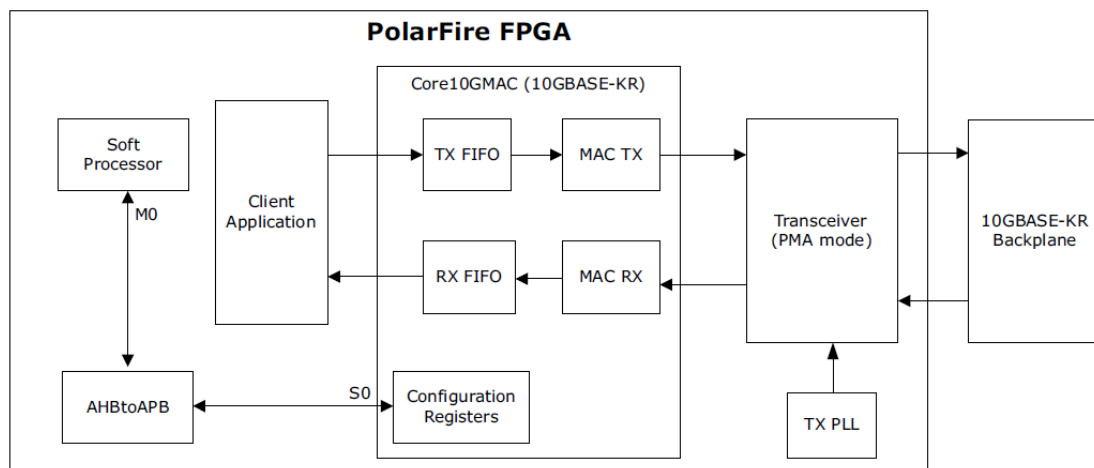 PolarFire FPGA
Core10GMAC (10GBASE-KR)
Soft
Processor
M0
Client
Application
TX FIFO
MAC TX
RX FIFO
MAC RX
Transceiver
(PMA mode)
10GBASE-KR
Backplane
AHBtoAPB
S0
Configuration
Registers
TX PLL